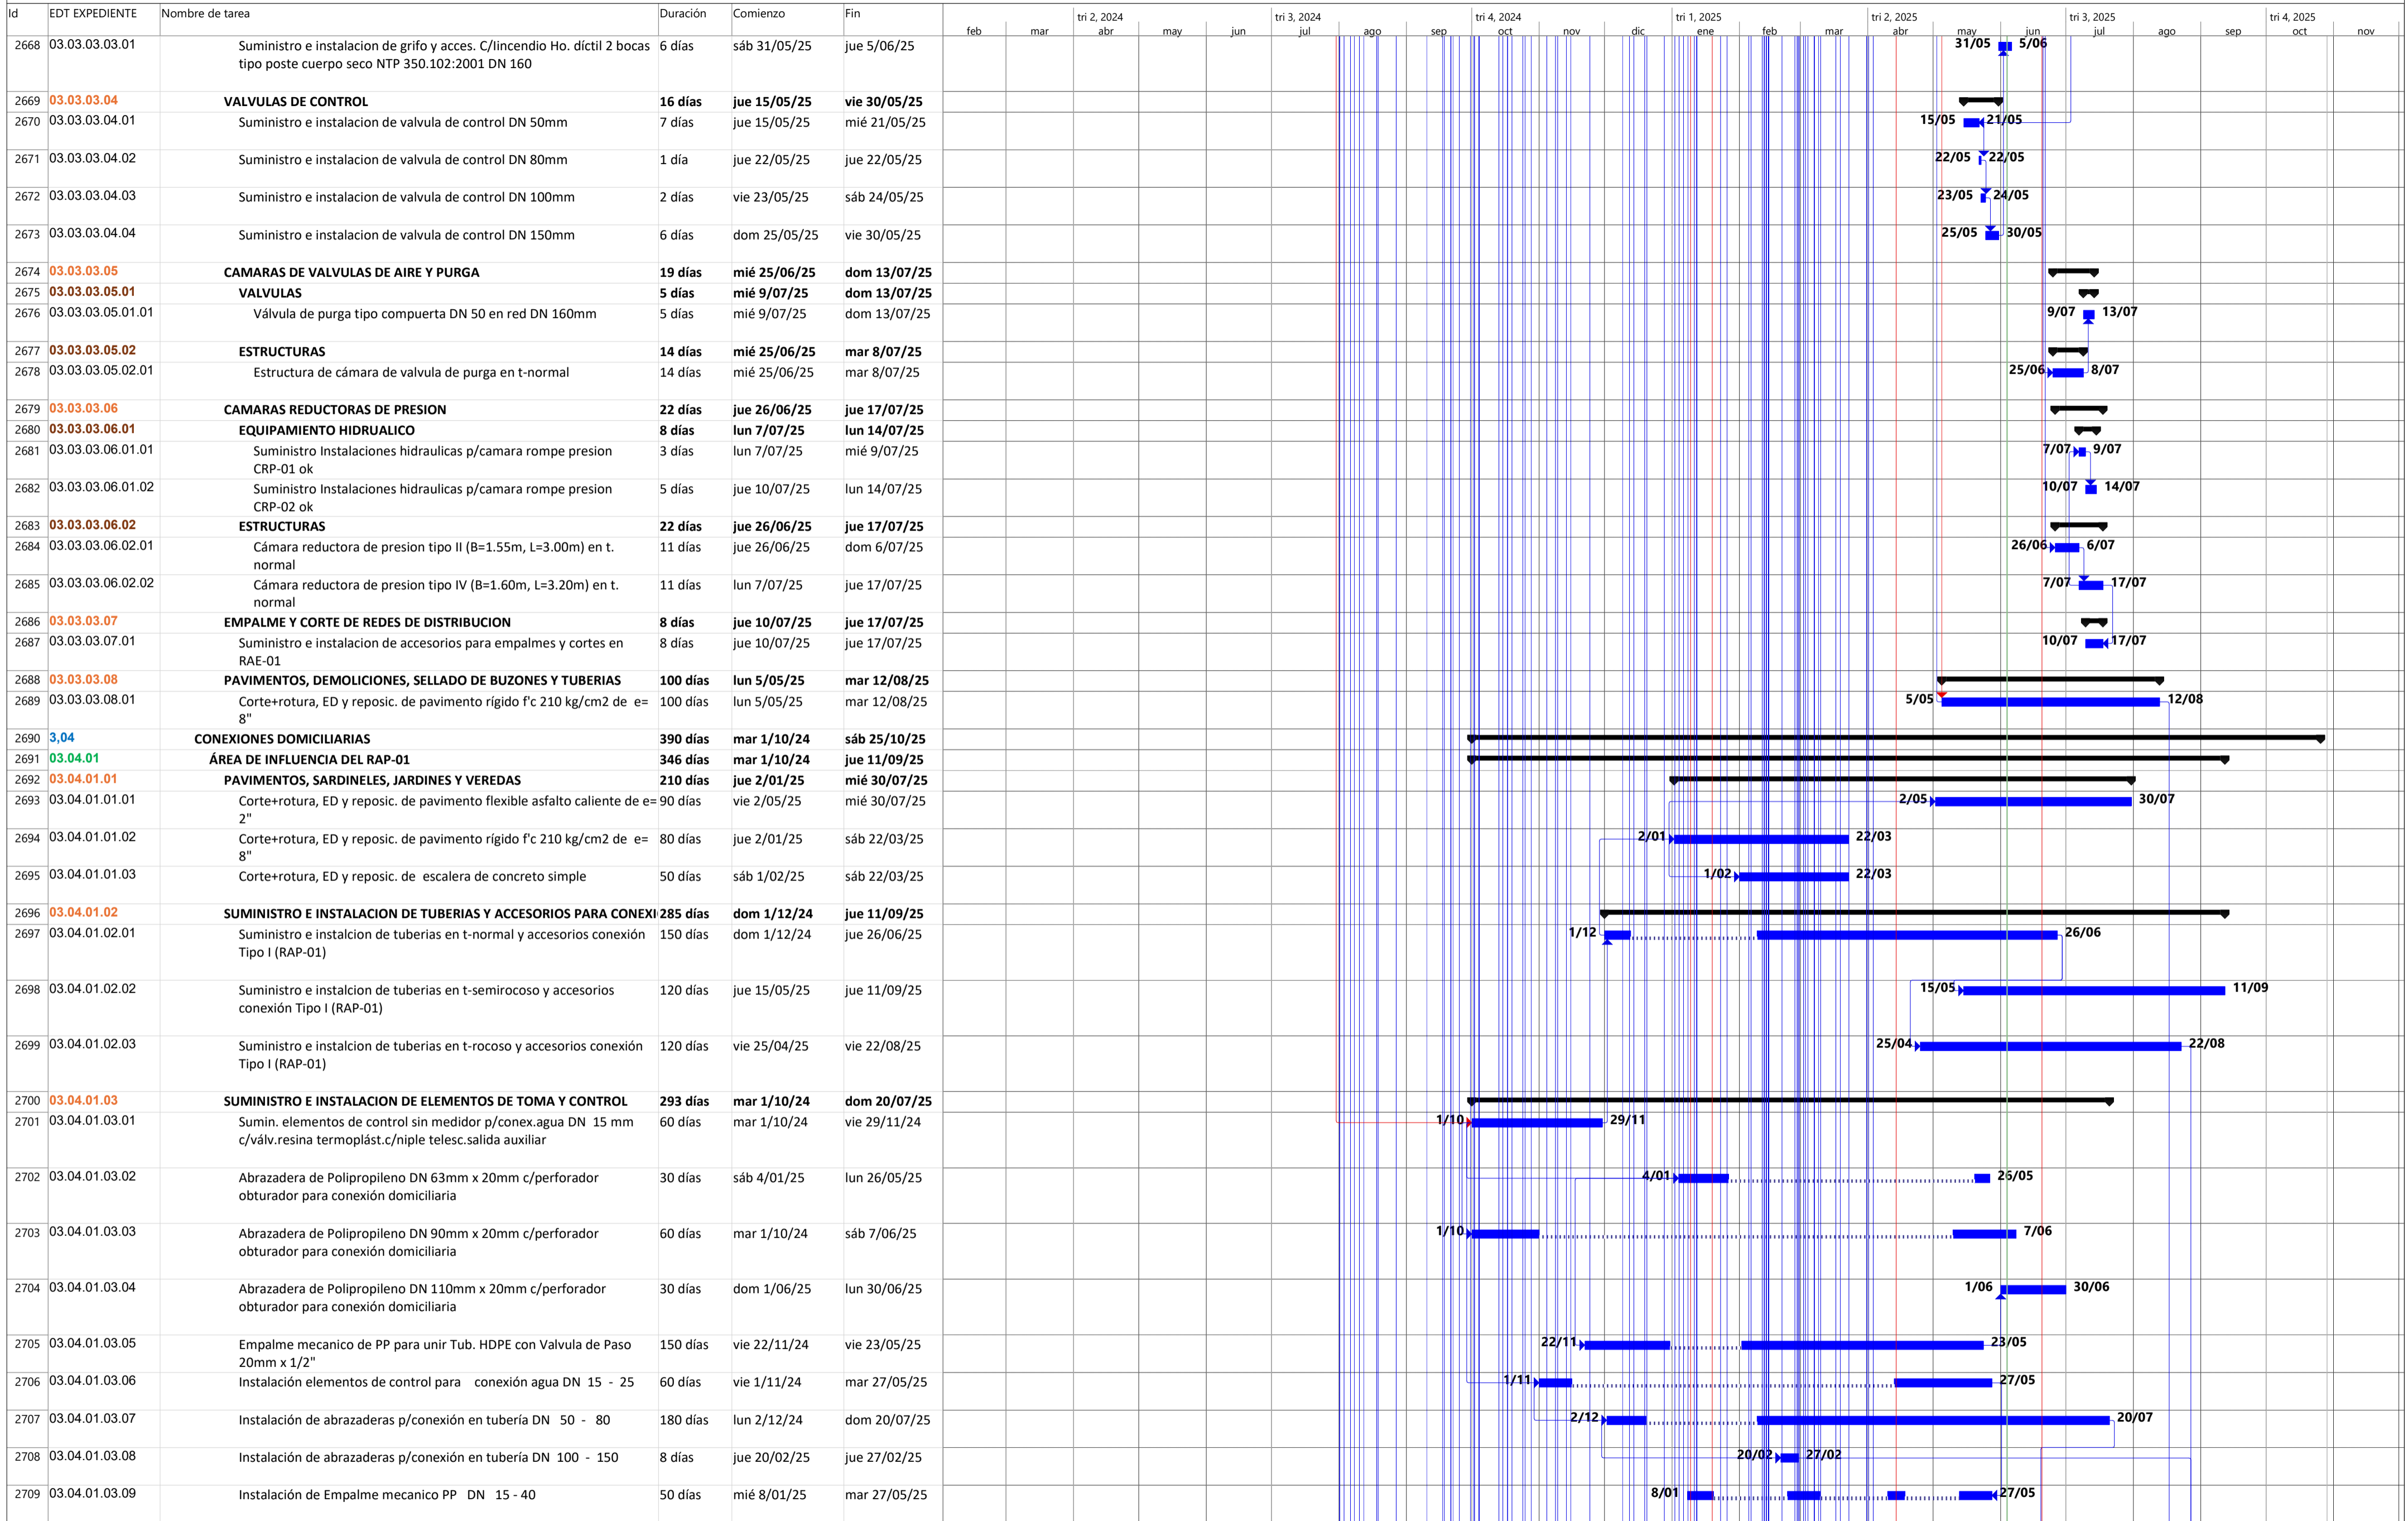 Id EDT EXPEDIENTE Nombre de tarea Duración Comienzo Fin
tri 2, 2024 tri 3, 2024 tri 4, 2024 tri 1, 2025 tri 2, 2025 tri 3, 2025 tri 4, 2025
feb mar abr may jun jul ago sep oct nov dic ene feb mar abr may jun jul ago sep oct nov
2668 03.03.03.03.01 Suministro e instalacion de grifo y acces. C/Iincendio Ho. díctil 2 bocas 6 días sáb 31/05/25 jue 5/06/25 31/05 5/06
tipo poste cuerpo seco NTP 350.102:2001 DN 160
2669 03.03.03.04 VALVULAS DE CONTROL 16 días jue 15/05/25 vie 30/05/25
2670 03.03.03.04.01 Suministro e instalacion de valvula de control DN 50mm 7 días jue 15/05/25 mié 21/05/25 15/05 21/05
2671 03.03.03.04.02 Suministro e instalacion de valvula de control DN 80mm 1 día jue 22/05/25 jue 22/05/25 22/05 22/05
2672 03.03.03.04.03 Suministro e instalacion de valvula de control DN 100mm 2 días vie 23/05/25 sáb 24/05/25 23/05 24/05
2673 03.03.03.04.04 Suministro e instalacion de valvula de control DN 150mm 6 días dom 25/05/25 vie 30/05/25 25/05 30/05
2674 03.03.03.05 CAMARAS DE VALVULAS DE AIRE Y PURGA 19 días mié 25/06/25 dom 13/07/25
2675 03.03.03.05.01 VALVULAS 5 días mié 9/07/25 dom 13/07/25
2676 03.03.03.05.01.01 Válvula de purga tipo compuerta DN 50 en red DN 160mm 5 días mié 9/07/25 dom 13/07/25 9/07 13/07
2677 03.03.03.05.02 ESTRUCTURAS 14 días mié 25/06/25 mar 8/07/25
2678 03.03.03.05.02.01 Estructura de cámara de valvula de purga en t-normal 14 días mié 25/06/25 mar 8/07/25 25/06 8/07
2679 03.03.03.06 CAMARAS REDUCTORAS DE PRESION 22 días jue 26/06/25 jue 17/07/25
2680 03.03.03.06.01 EQUIPAMIENTO HIDRUALICO 8 días lun 7/07/25 lun 14/07/25
2681 03.03.03.06.01.01 Suministro Instalaciones hidraulicas p/camara rompe presion 3 días lun 7/07/25 mié 9/07/25 7/07 9/07
CRP-01 ok
2682 03.03.03.06.01.02 Suministro Instalaciones hidraulicas p/camara rompe presion 5 días jue 10/07/25 lun 14/07/25 10/07 14/07
CRP-02 ok
2683 03.03.03.06.02 ESTRUCTURAS 22 días jue 26/06/25 jue 17/07/25
2684 03.03.03.06.02.01 Cámara reductora de presion tipo II (B=1.55m, L=3.00m) en t. 11 días jue 26/06/25 dom 6/07/25 26/06 6/07
normal
2685 03.03.03.06.02.02 Cámara reductora de presion tipo IV (B=1.60m, L=3.20m) en t. 11 días lun 7/07/25 jue 17/07/25 7/07 17/07
normal
2686 03.03.03.07 EMPALME Y CORTE DE REDES DE DISTRIBUCION 8 días jue 10/07/25 jue 17/07/25
2687 03.03.03.07.01 Suministro e instalacion de accesorios para empalmes y cortes en 8 días jue 10/07/25 jue 17/07/25 10/07 17/07
RAE-01
2688 03.03.03.08 PAVIMENTOS, DEMOLICIONES, SELLADO DE BUZONES Y TUBERIAS 100 días lun 5/05/25 mar 12/08/25
2689 03.03.03.08.01 Corte+rotura, ED y reposic. de pavimento rígido f'c 210 kg/cm2 de e= 100 días lun 5/05/25 mar 12/08/25 5/05 12/08
8"
2690 3,04 CONEXIONES DOMICILIARIAS 390 días mar 1/10/24 sáb 25/10/25
2691 03.04.01 ÁREA DE INFLUENCIA DEL RAP-01 346 días mar 1/10/24 jue 11/09/25
2692 03.04.01.01 PAVIMENTOS, SARDINELES, JARDINES Y VEREDAS 210 días jue 2/01/25 mié 30/07/25
2693 03.04.01.01.01 Corte+rotura, ED y reposic. de pavimento flexible asfalto caliente de e= 90 días vie 2/05/25 mié 30/07/25 2/05 30/07
2"
2694 03.04.01.01.02 Corte+rotura, ED y reposic. de pavimento rígido f'c 210 kg/cm2 de e= 80 días jue 2/01/25 sáb 22/03/25 2/01 22/03
8"
2695 03.04.01.01.03 Corte+rotura, ED y reposic. de escalera de concreto simple 50 días sáb 1/02/25 sáb 22/03/25 1/02 22/03
2696 03.04.01.02 SUMINISTRO E INSTALACION DE TUBERIAS Y ACCESORIOS PARA CONEXI 285 días dom 1/12/24 jue 11/09/25
2697 03.04.01.02.01 Suministro e instalcion de tuberias en t-normal y accesorios conexión 150 días dom 1/12/24 jue 26/06/25 1/12 26/06
Tipo I (RAP-01)
2698 03.04.01.02.02 Suministro e instalcion de tuberias en t-semirocoso y accesorios 120 días jue 15/05/25 jue 11/09/25 15/05 11/09
conexión Tipo I (RAP-01)
2699 03.04.01.02.03 Suministro e instalcion de tuberias en t-rocoso y accesorios conexión 120 días vie 25/04/25 vie 22/08/25 25/04 22/08
Tipo I (RAP-01)
2700 03.04.01.03 SUMINISTRO E INSTALACION DE ELEMENTOS DE TOMA Y CONTROL 293 días mar 1/10/24 dom 20/07/25
2701 03.04.01.03.01 Sumin. elementos de control sin medidor p/conex.agua DN 15 mm 60 días mar 1/10/24 vie 29/11/24 1/10 29/11
c/válv.resina termoplást.c/niple telesc.salida auxiliar
2702 03.04.01.03.02 Abrazadera de Polipropileno DN 63mm x 20mm c/perforador 30 días sáb 4/01/25 lun 26/05/25 4/01 26/05
obturador para conexión domiciliaria
2703 03.04.01.03.03 Abrazadera de Polipropileno DN 90mm x 20mm c/perforador 60 días mar 1/10/24 sáb 7/06/25 1/10 7/06
obturador para conexión domiciliaria
2704 03.04.01.03.04 Abrazadera de Polipropileno DN 110mm x 20mm c/perforador 30 días dom 1/06/25 lun 30/06/25 1/06 30/06
obturador para conexión domiciliaria
2705 03.04.01.03.05 Empalme mecanico de PP para unir Tub. HDPE con Valvula de Paso 150 días vie 22/11/24 vie 23/05/25 22/11 23/05
20mm x 1/2"
2706 03.04.01.03.06 Instalación elementos de control para conexión agua DN 15 - 25 60 días vie 1/11/24 mar 27/05/25 1/11 27/05
2707 03.04.01.03.07 Instalación de abrazaderas p/conexión en tubería DN 50 - 80 180 días lun 2/12/24 dom 20/07/25 2/12 20/07
2708 03.04.01.03.08 Instalación de abrazaderas p/conexión en tubería DN 100 - 150 8 días jue 20/02/25 jue 27/02/25 20/02 27/02
2709 03.04.01.03.09 Instalación de Empalme mecanico PP DN 15 - 40 50 días mié 8/01/25 mar 27/05/25 8/01 27/05